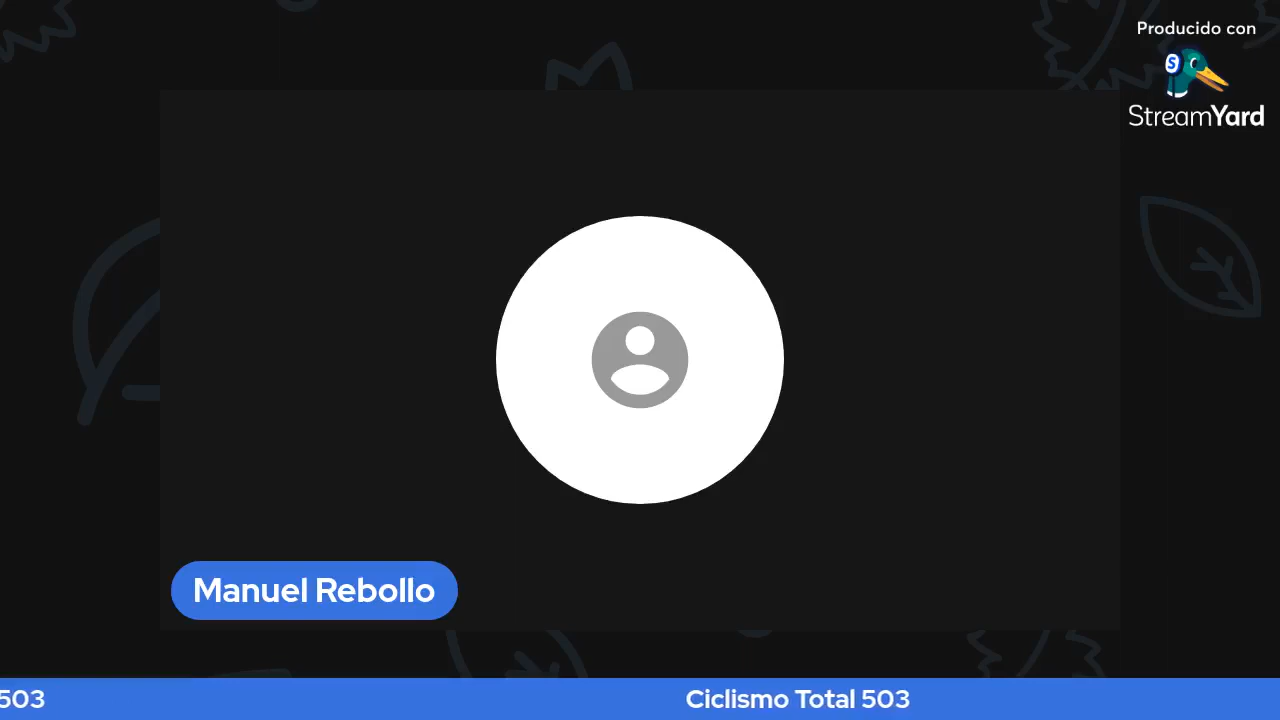 Producido con
StreamYard
Manuel Rebollo
503
Ciclismo Total 503